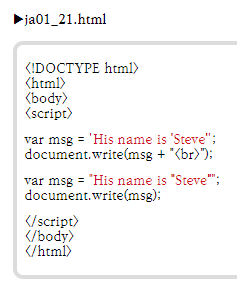 ▶ja01_21.html
<!DOCTYPE html>
<html>
<body>
<script>
var msg = 'His name is 'Steve'';
document.write(msg + "<br>");
var msg = "His name is "Steve"";
document.write(msg);
</script>
</body>
</html>